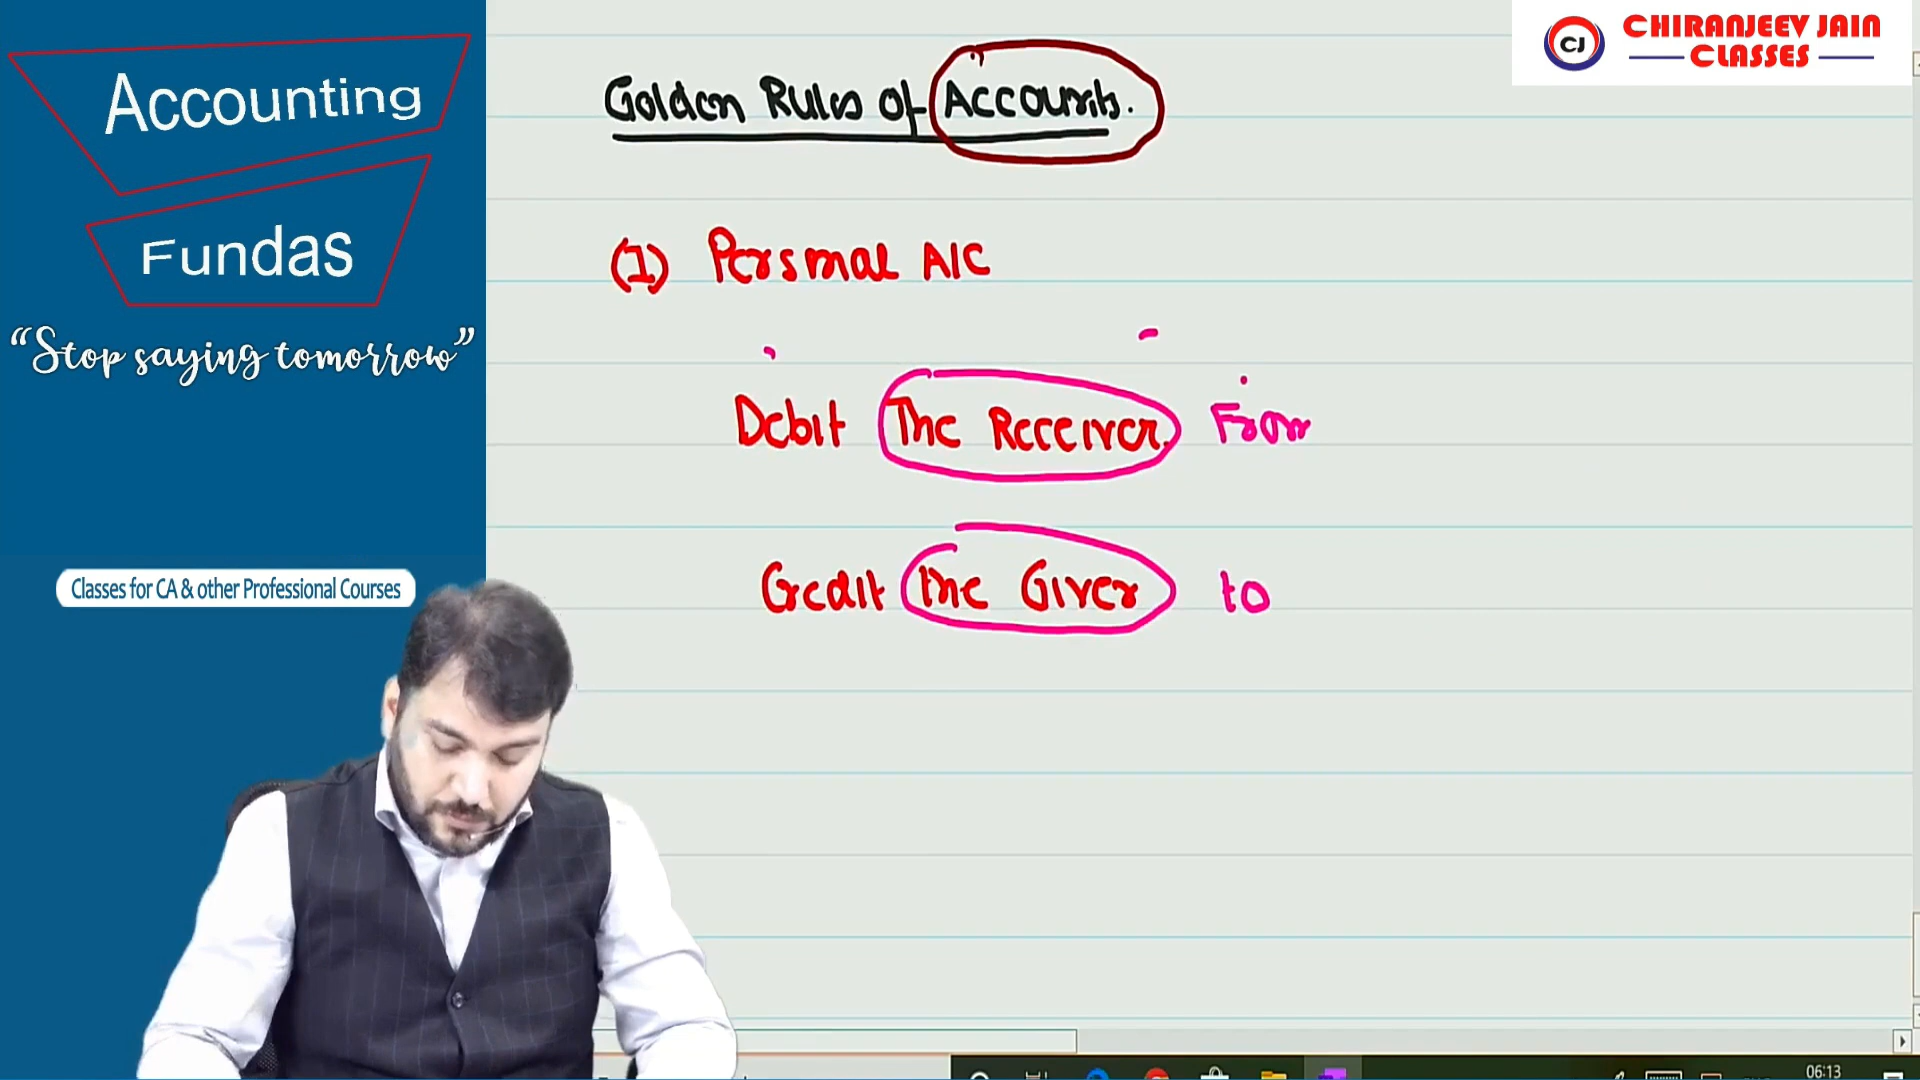 Accounting
Fundas
“Stop saying tomorrow”
Classes for CA & other Professional Courses
CJ
CHIRANJEEV JAIN
CLASSES
Golden Rules of Accounts.
(I) Personal A/C
Debit The Receiver. From
Credit the Giver to
06:13